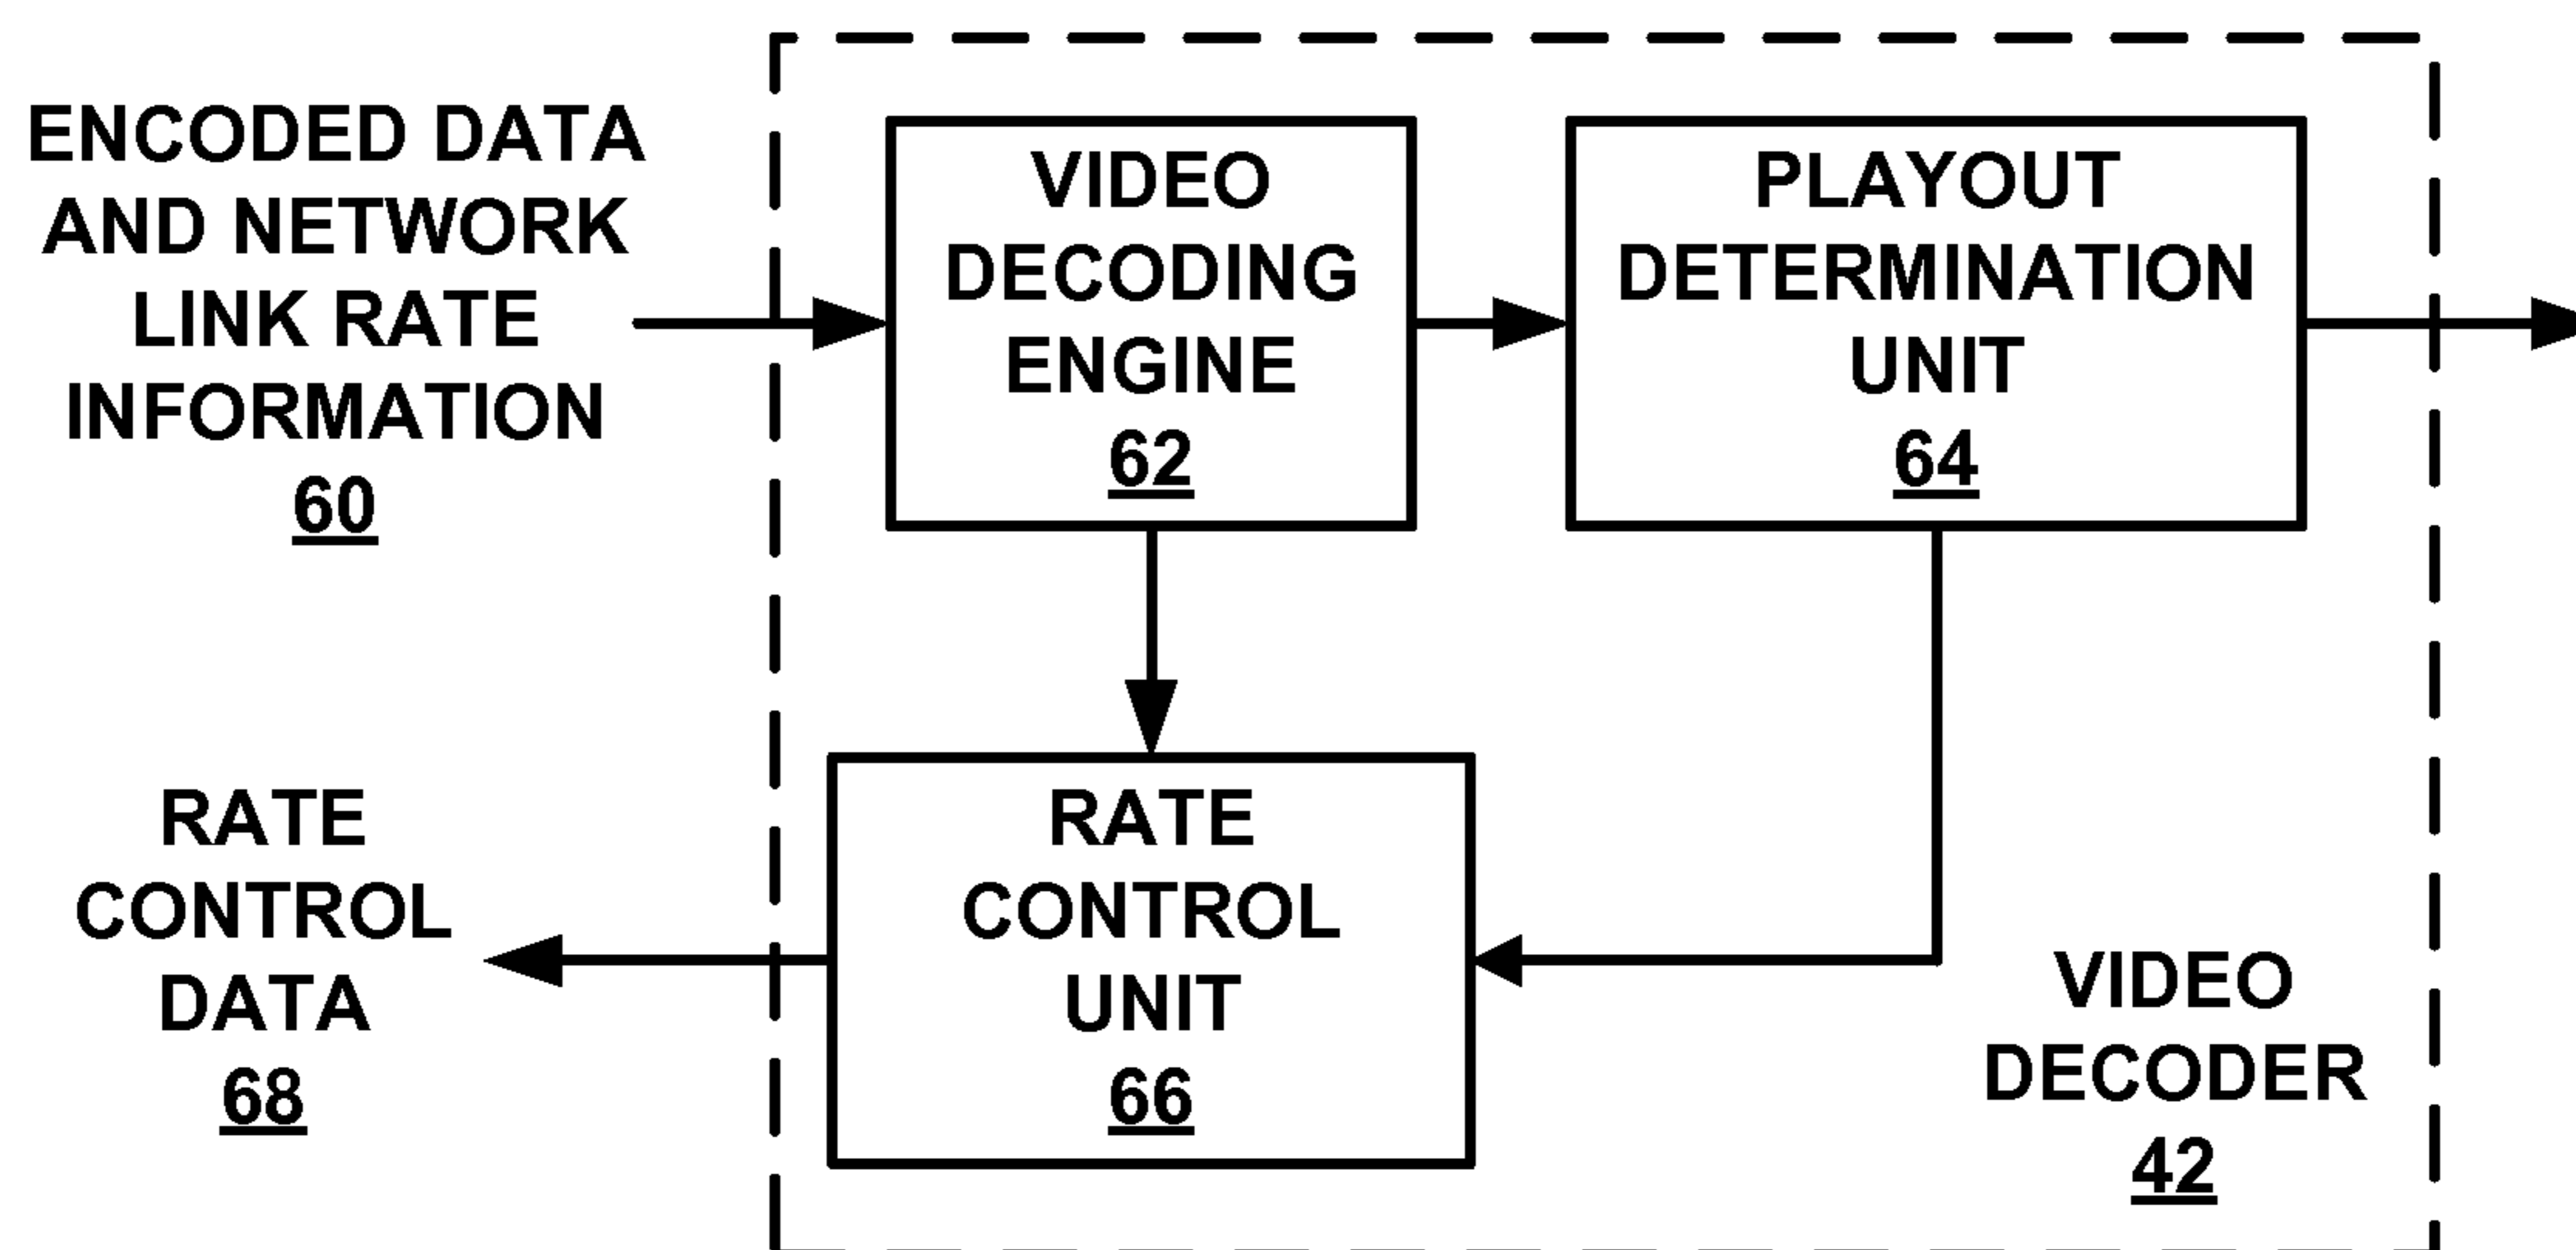 ENCODED DATA
AND NETWORK
LINK RATE
INFORMATION
60
VIDEO
DECODING
ENGINE
62
PLAYOUT
DETERMINATION
UNIT
64
RATE
CONTROL
DATA
68
RATE
CONTROL
UNIT
66
VIDEO
DECODER
42